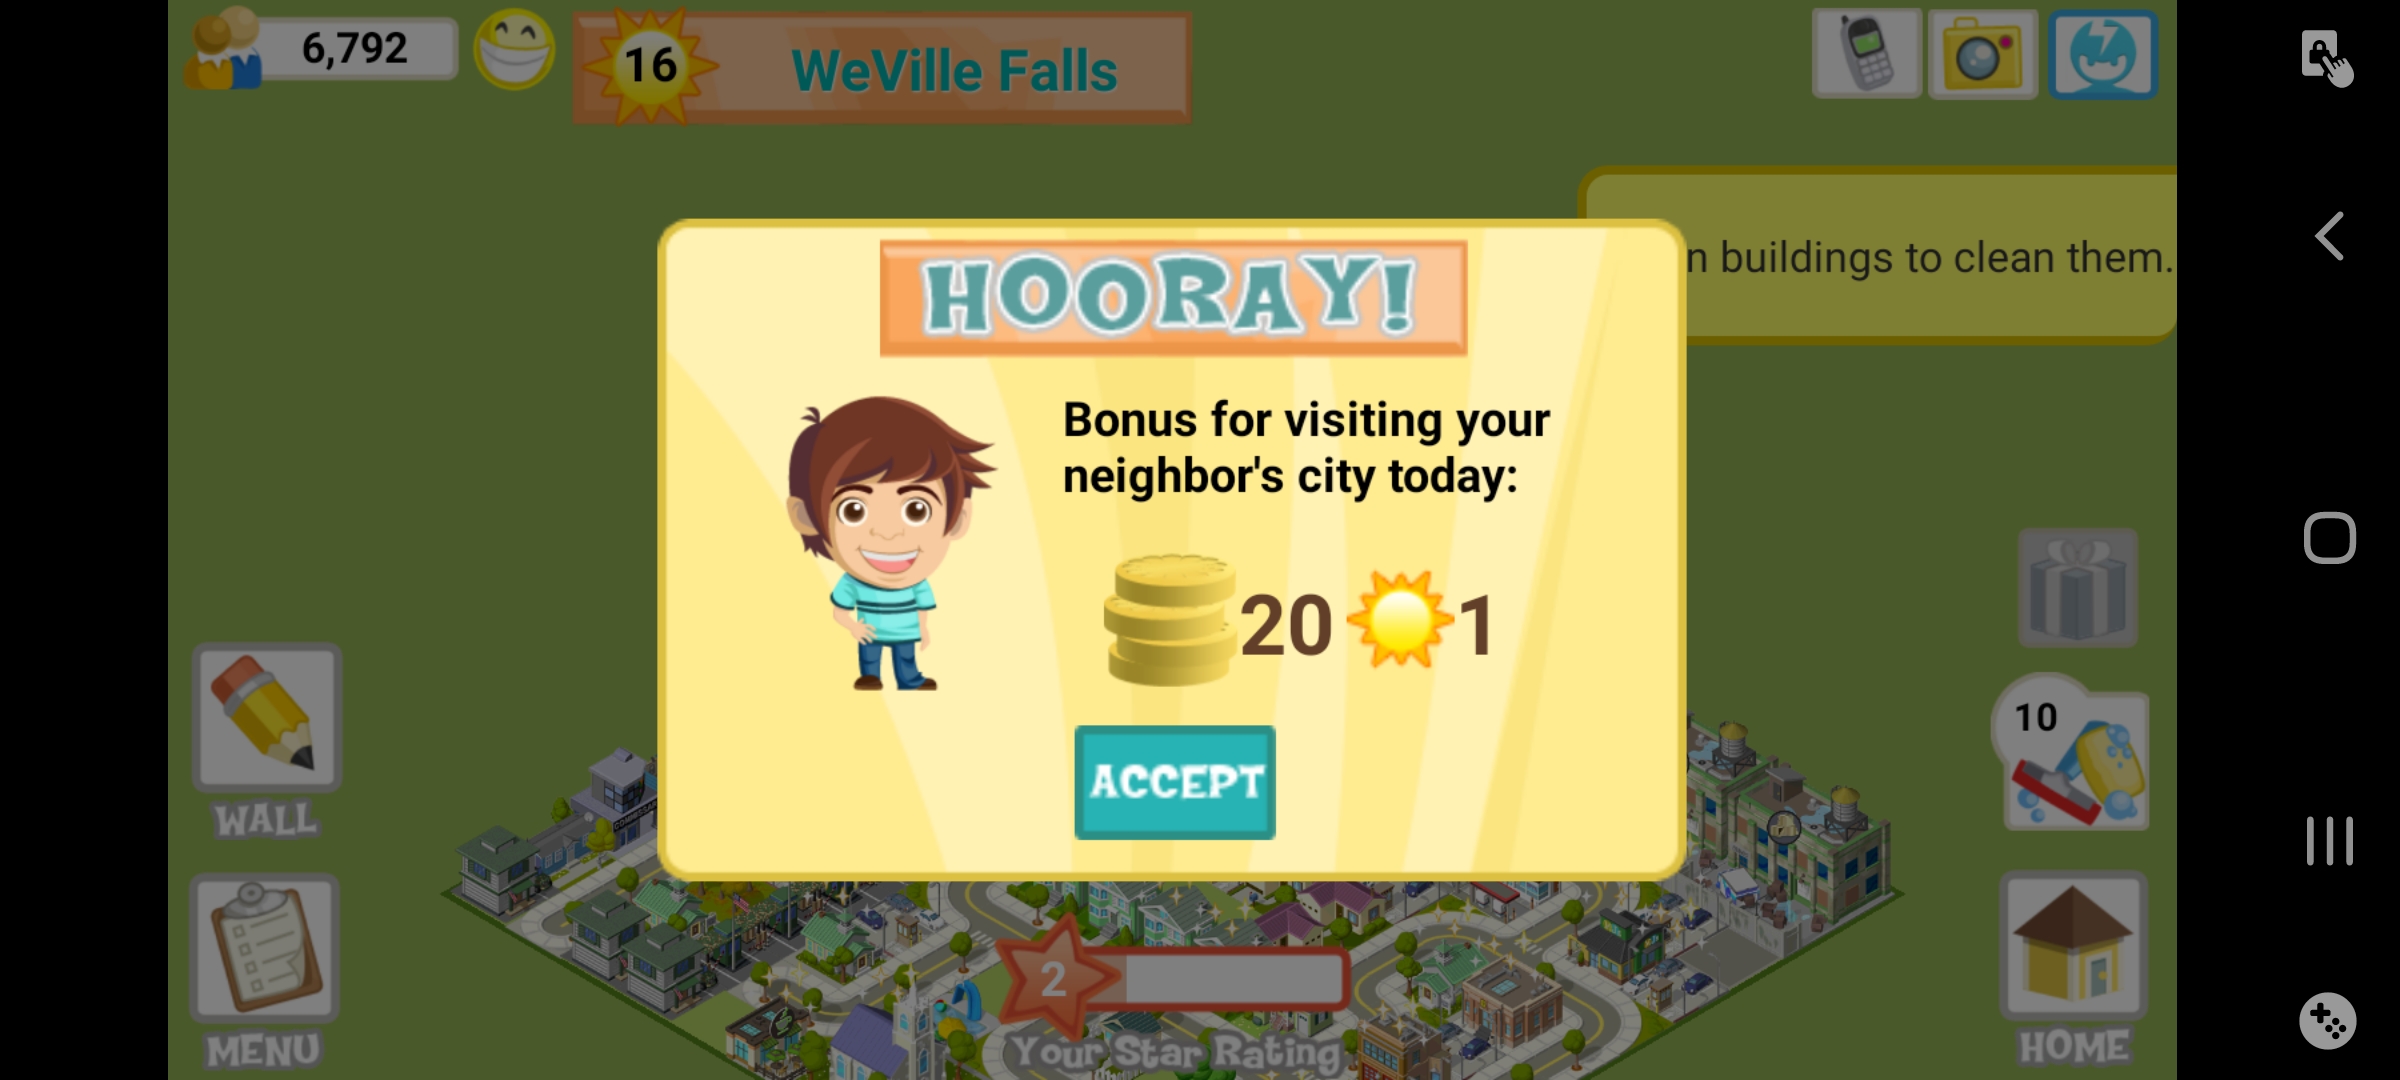 6,792
16
WeVille Falls
n buildings to clean them.
HOORAY!
Bonus for visiting your
neighbor's city today:
20
1
ACCEPT
10
WALL
MENU
2
Your Star Rating
HOME